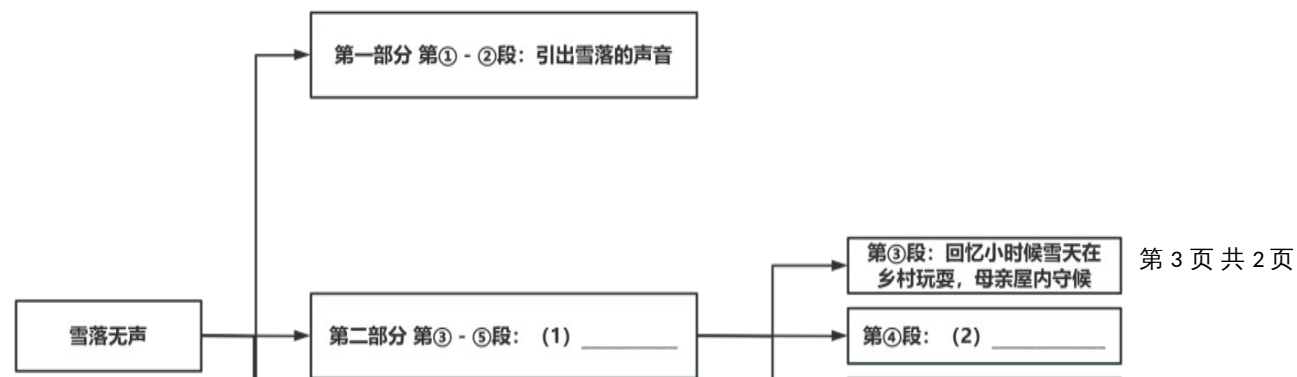 第一部分 第①-②段：引出雪落的声音
第③段：回忆小时候雪天在
乡村玩耍，母亲屋内守候
第 3 页 共 2 页
雪落无声
第二部分 第③-⑤段：（1）__________
第④段：（2）____________